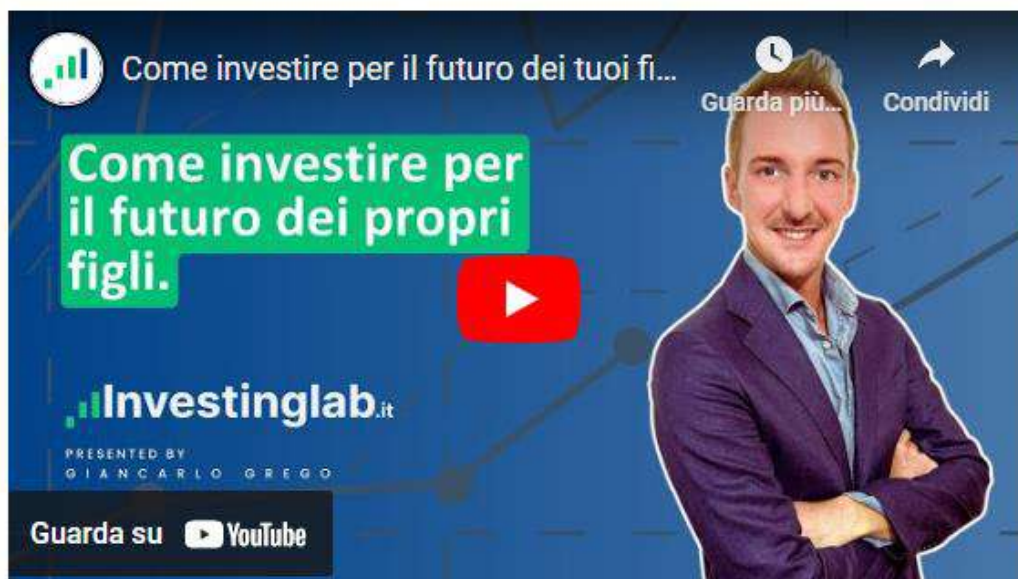 Come investire per il futuro dei tuoi fi...
Guarda più...
Condividi
Come investire per
il futuro dei propri
figli.
Investinglab.it
PRESENTED BY
GIANCARLO GREGO
Guarda su YouTube